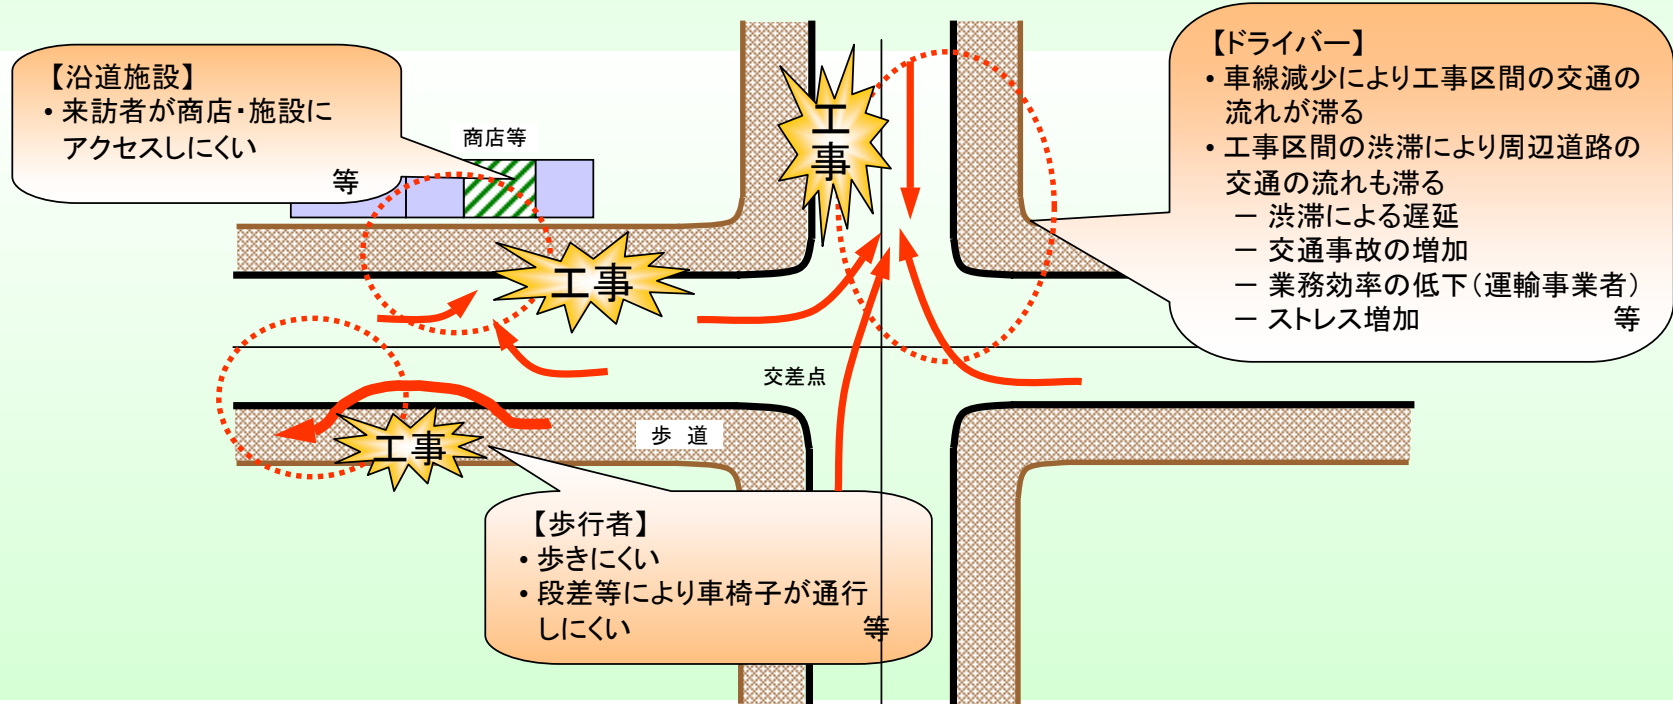 【沿道施設】
・来訪者が商店・施設に
アクセスしにくい
等
商店等
工
事
【ドライバー】
・車線減少により工事区間の交通の
流れが滞る
・工事区間の渋滞により周辺道路の
交通の流れも滞る
－ 渋滞による遅延
－ 交通事故の増加
－ 業務効率の低下（運輸事業者）
－ ストレス増加 等
工事
交差点
歩 道
工事
【歩行者】
・歩きにくい
・段差等により車椅子が通行
しにくい 等